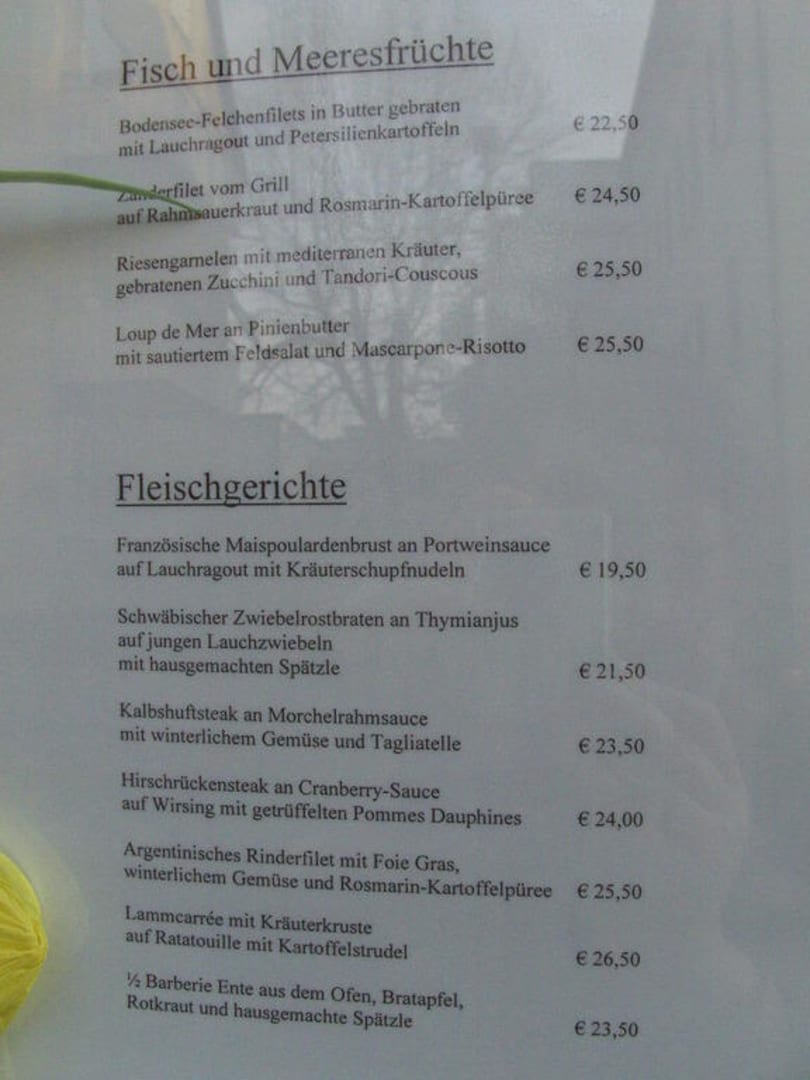 Fisch und Meeresfrüchte
Bodensee-Felchenfilets in Butter gebraten
mit Lauchragout und Petersilienkartoffeln € 22,50
Zanderfilet vom Grill
auf Rahmsauerkraut und Rosmarin-Kartoffelpüree € 24,50
Riesengarnelen mit mediterranen Kräuter,
gebratenen Zucchini und Tandori-Couscous € 25,50
Loup de Mer an Pinienbutter
mit sautiertem Feldsalat und Mascarpone-Risotto € 25,50
Fleischgerichte
Französische Maispoulardenbrust an Portweinsauce
auf Lauchragout mit Kräuterschupfnudeln € 19,50
Schwäbischer Zwiebelrostbraten an Thymianjus
auf jungen Lauchzwiebeln
mit hausgemachten Spätzle € 21,50
Kalbshuftsteak an Morchelrahmsauce
mit winterlichem Gemüse und Tagliatelle € 23,50
Hirschrückensteak an Cranberry-Sauce
auf Wirsing mit getrüffelten Pommes Dauphines € 24,00
Argentinisches Rinderfilet mit Foie Gras,
winterlichem Gemüse und Rosmarin-Kartoffelpüree € 25,50
Lammcarrée mit Kräuterkruste
auf Ratatouille mit Kartoffelstrudel € 26,50
½ Barberie Ente aus dem Ofen, Bratapfel,
Rotkraut und hausgemachte Spätzle € 23,50